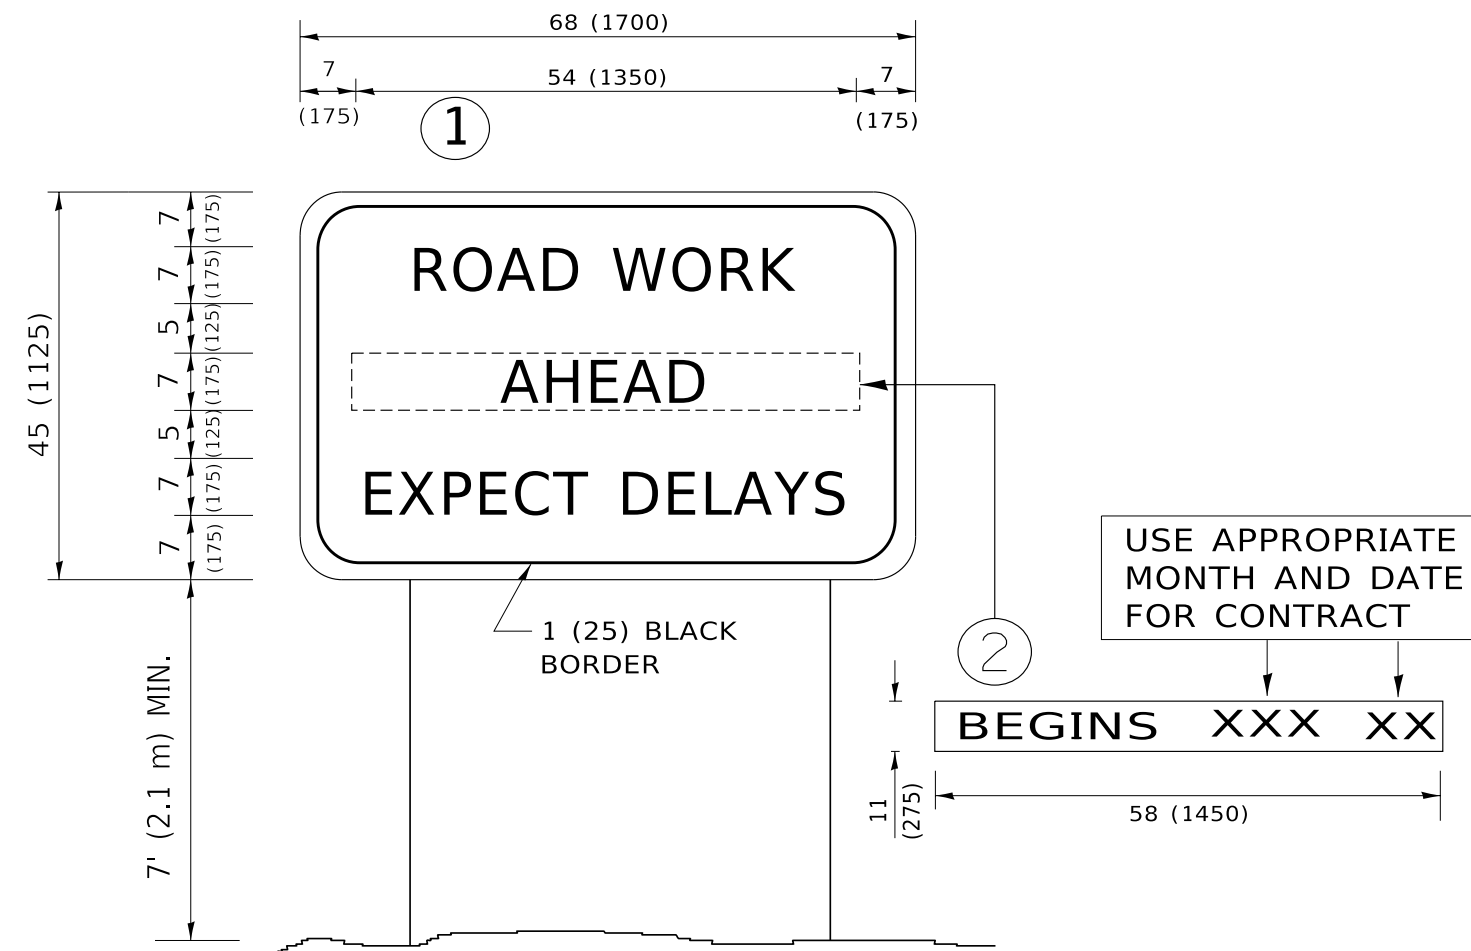 68 (1700)
7
54 (1350)
7
(175)
(175)
1
7
(175)
7
(175)
5
(125)
7
(175)
5
(125)
7
(175)
7
(175)
45 (1125)
ROAD WORK
AHEAD
EXPECT DELAYS
1 (25) BLACK
BORDER
7' (2.1 m) MIN.
2
USE APPROPRIATE
MONTH AND DATE
FOR CONTRACT
BEGINS XXX XX
11
(275)
58 (1450)